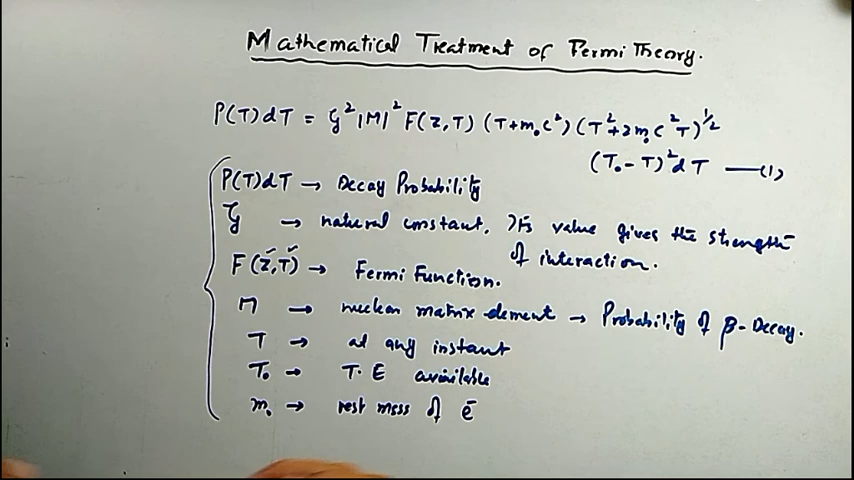 Mathematical Treatment of Fermi Theory.
P(T)dT = G²|M|² F(Z,T) (T+m₀c²)(T²+2m₀c²T)^1/2
(T₀-T)²dT —(1)
P(T)dT → Decay Probability
G → natural constant, Its value gives the strength
of interaction.
F(Z,T) → Fermi Function.
M → nuclear matrix element → Probability of β-Decay.
T → at any instant
T₀ → T.E available
m₀ → rest mass of e⁻